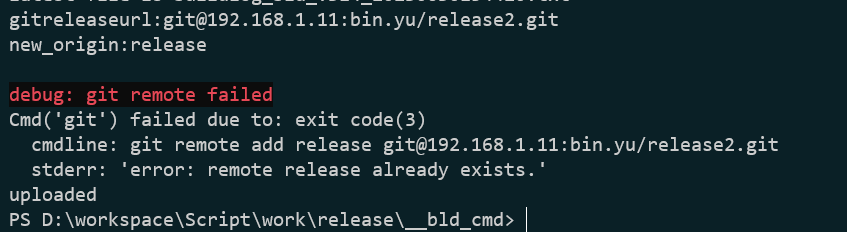 gitreleaseurl:git@192.168.1.11:bin.yu/release2.git
new_origin:release
debug: git remote failed
Cmd('git') failed due to: exit code(3)
  cmdline: git remote add release git@192.168.1.11:bin.yu/release2.git
  stderr: 'error: remote release already exists.'
uploaded
PS D:\workspace\Script\work\release\__bld_cmd>